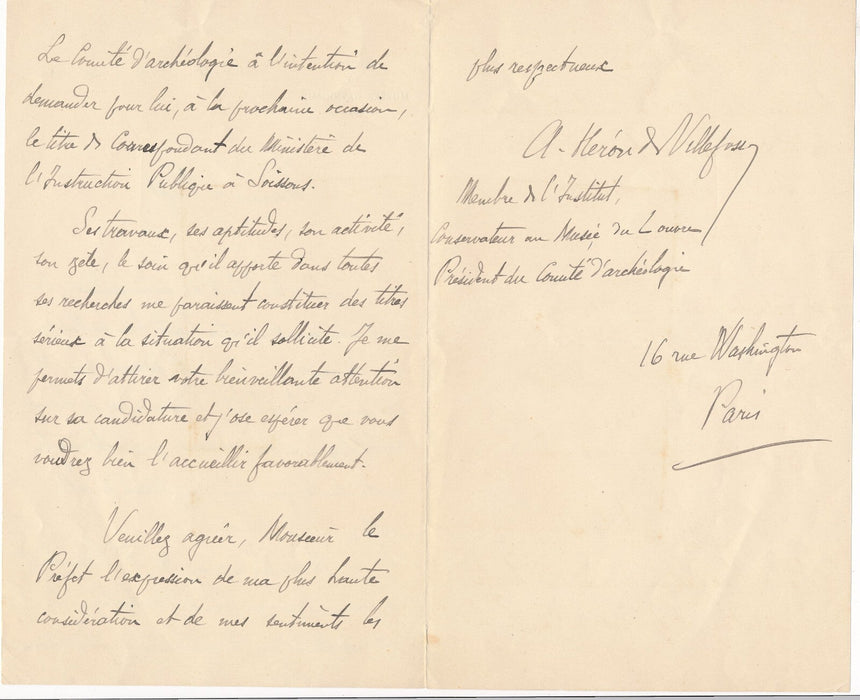 Le Comité d'archéologie à l'intention de
demander pour lui, à la prochaine occasion,
le titre de Correspondant du Ministère de
l'Instruction Publique à Soissons.
Ses travaux, ses aptitudes, son activité,
son zèle, le soin qu'il apporte dans toutes
ses recherches me paraissent constituer des titres
sérieux à la situation qu'il sollicite. Je me
permets d'attirer votre bienveillante attention
sur sa candidature et j'ose espérer que vous
voudrez bien l'accueillir favorablement.
Veuillez agréer, Monsieur le
Préfet l'expression de ma plus haute
considération et de mes sentiments les
plus respectueux
A. Héron de Villefosse
Membre de l'Institut,
Conservateur au Musée du Louvre
Président du Comité d'archéologie
16 rue Washington
Paris